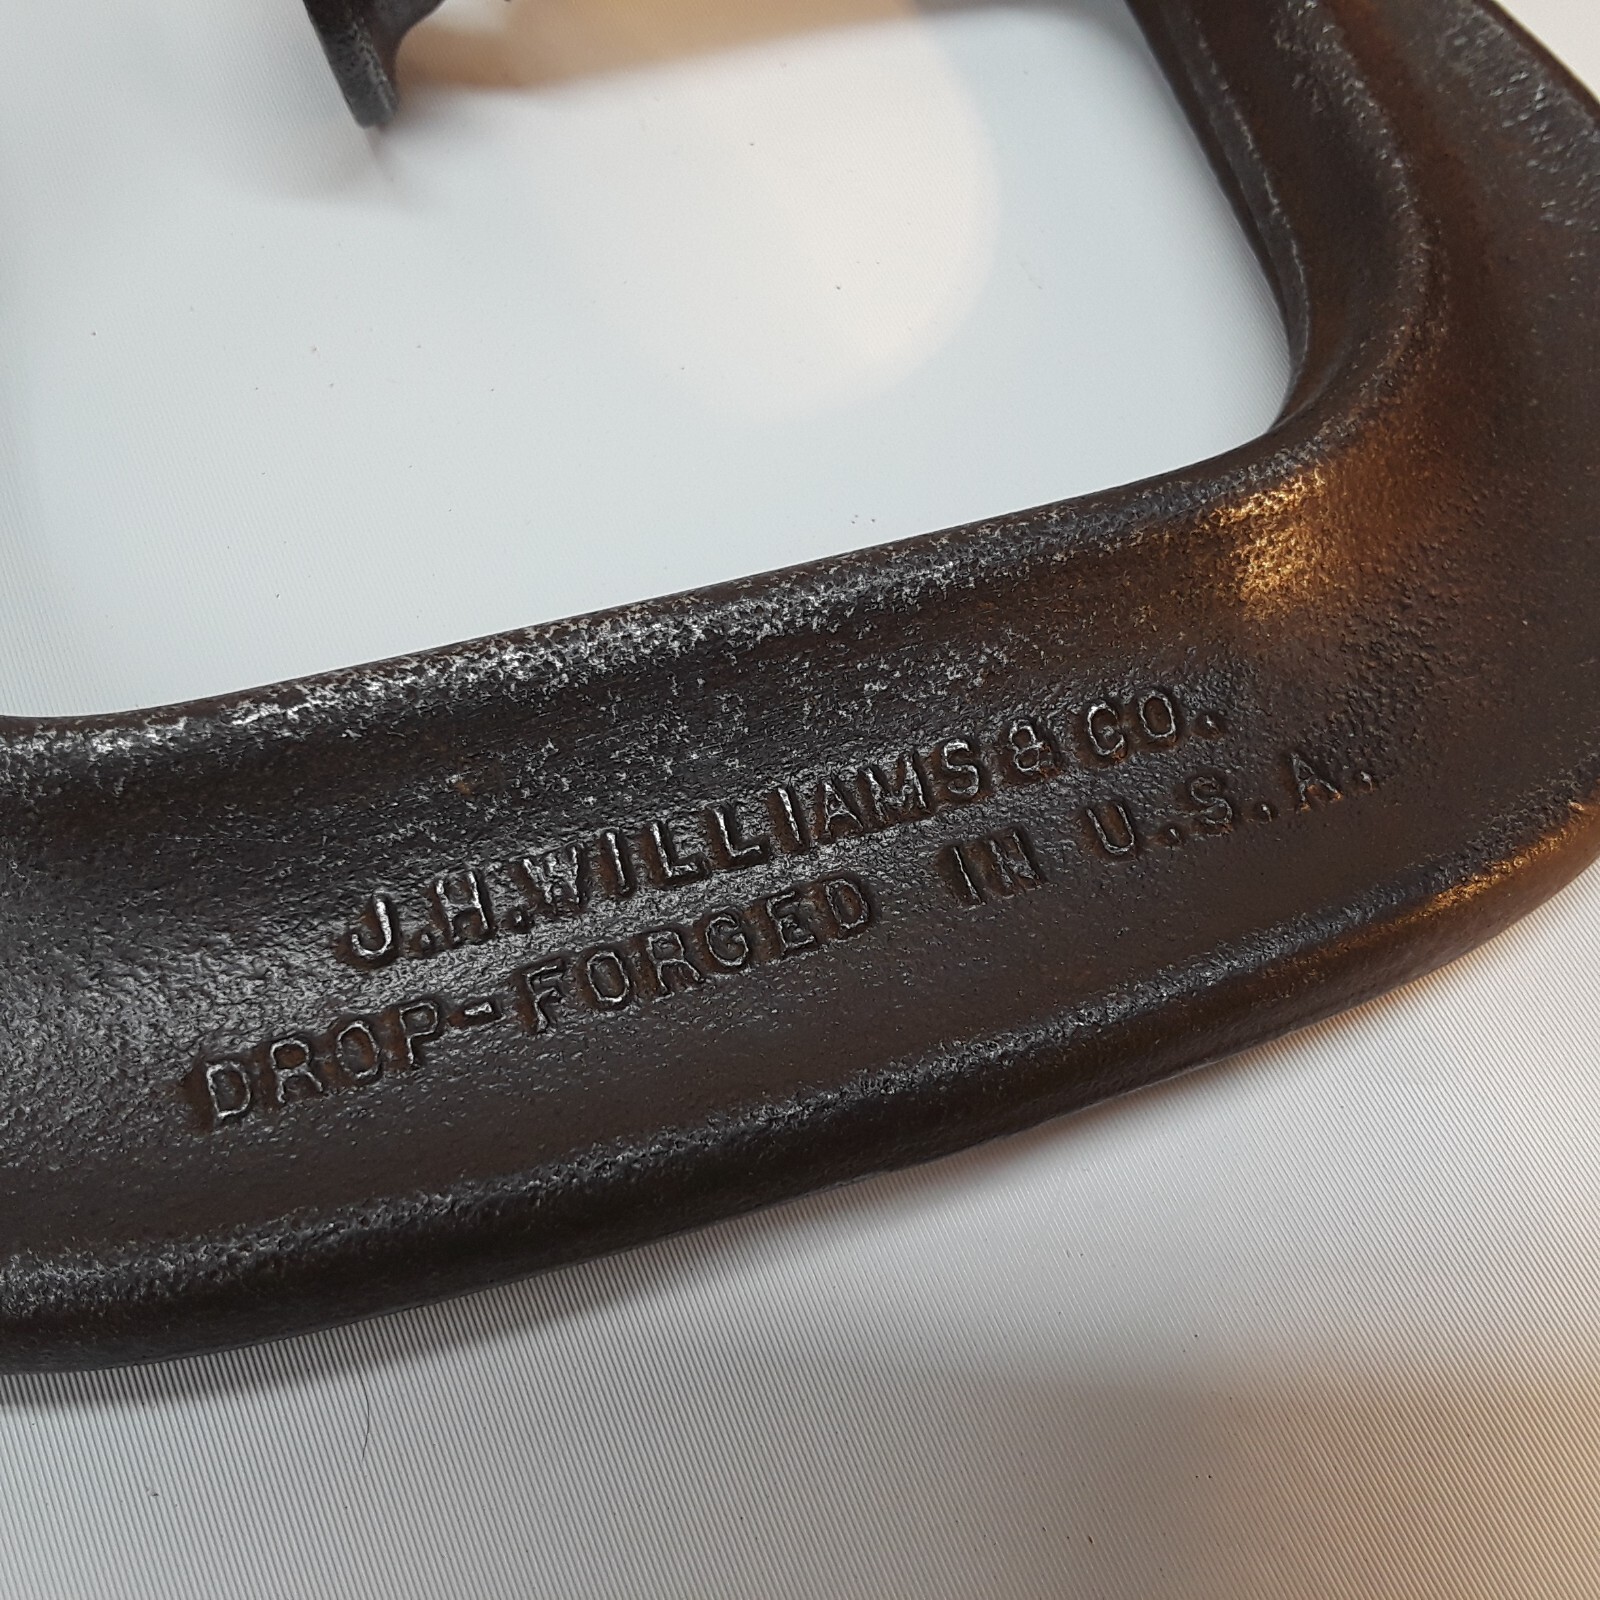 J.H.WILLIAMS & CO.
DROP-FORGED IN U.S.A.